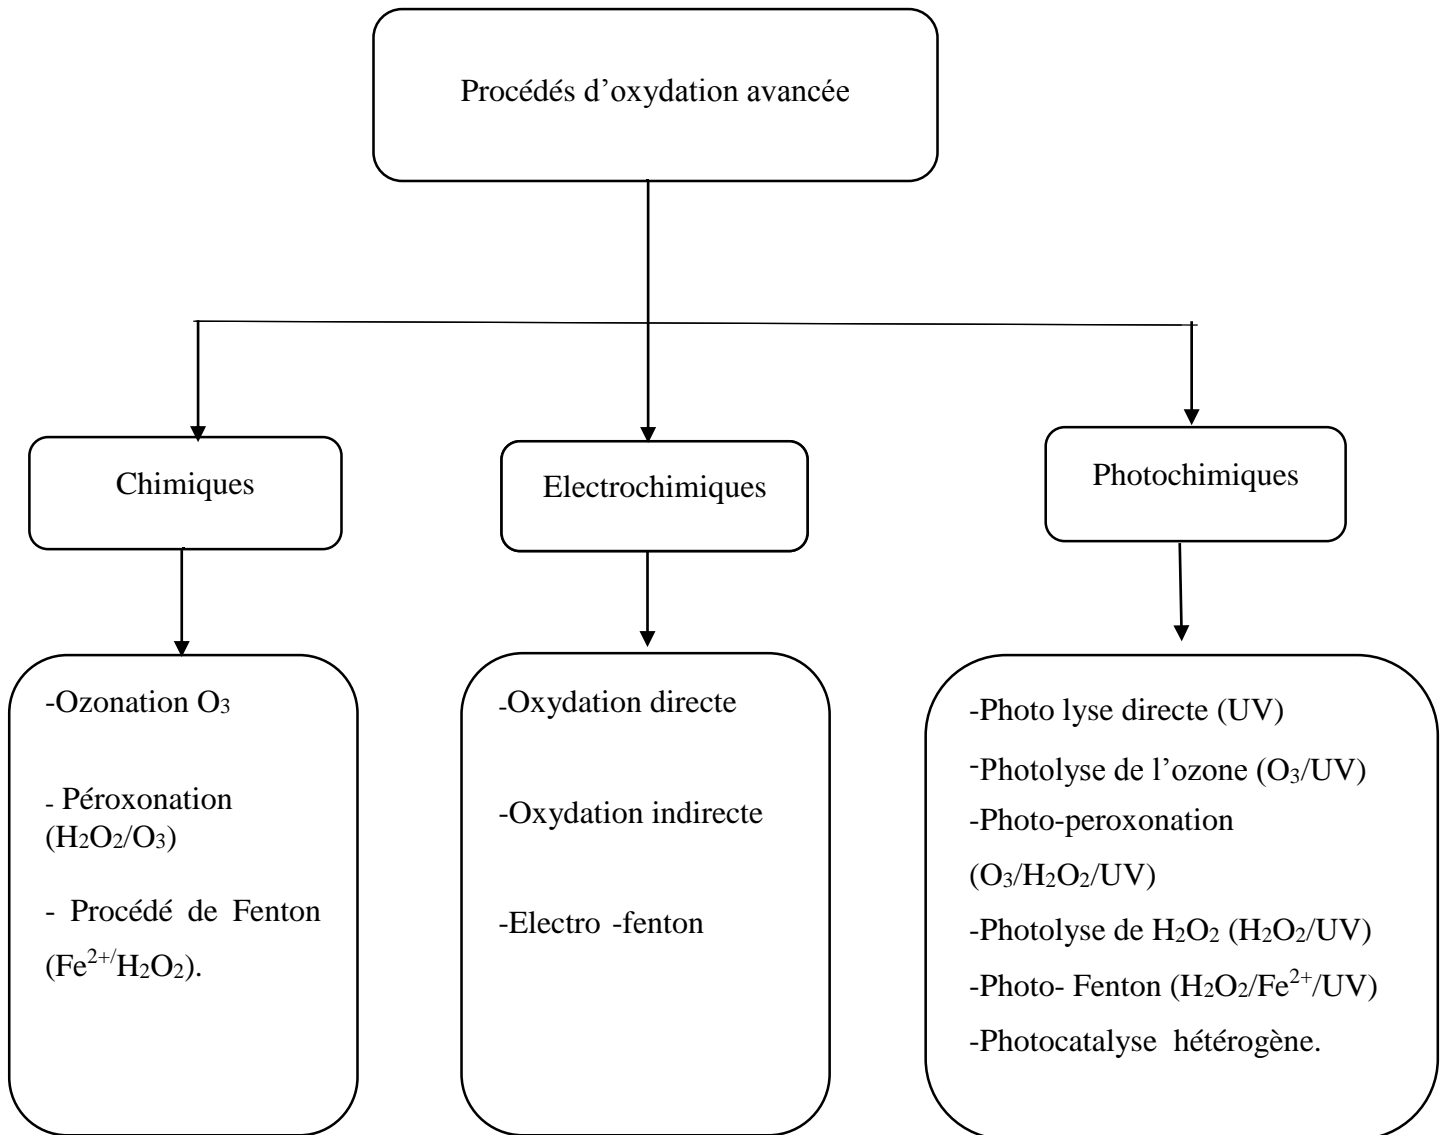 Procédés d’oxydation avancée
Chimiques
Electrochimiques
Photochimiques
-Ozonation O₃
- Péroxonation
(H₂O₂/O₃)
- Procédé de Fenton
(Fe²⁺/H₂O₂).
-Oxydation directe
-Oxydation indirecte
-Electro -fenton
-Photo lyse directe (UV)
-Photolyse de l’ozone (O₃/UV)
-Photo-peroxonation
(O₃/H₂O₂/UV)
-Photolyse de H₂O₂ (H₂O₂/UV)
-Photo- Fenton (H₂O₂/Fe²⁺/UV)
-Photocatalyse hétérogène.